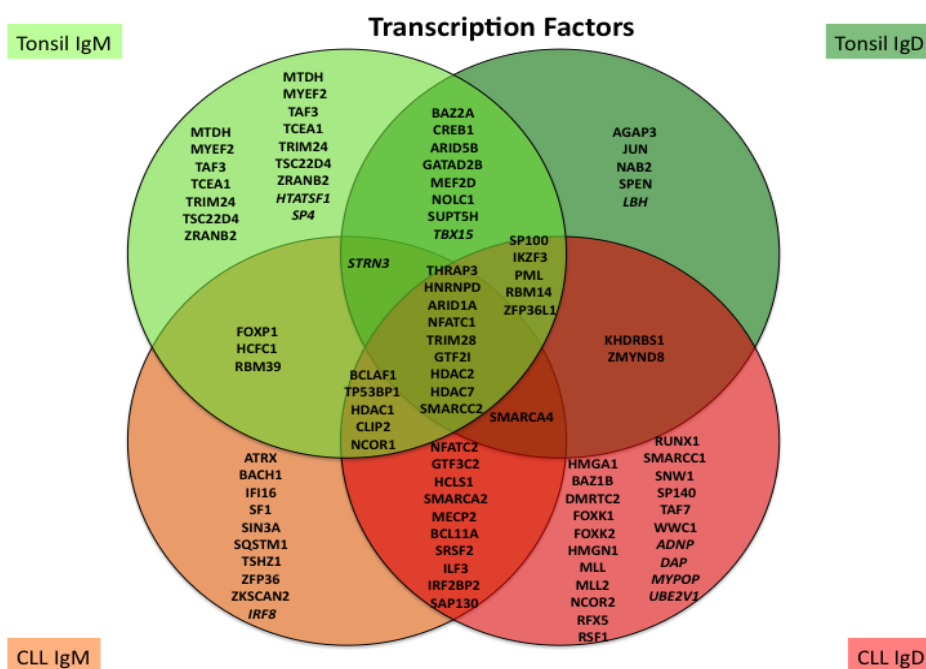 Transcription Factors
Tonsil IgM
Tonsil IgD
MTDH
MYEF2
TAF3
TCEA1
TRIM24
TSC22D4
ZRANB2
MTDH
MYEF2
TAF3
TCEA1
TRIM24
TSC22D4
ZRANB2
HTATSF1
SP4
BAZ2A
CREB1
ARID5B
GATAD2B
MEF2D
NOLC1
SUPT5H
TBX15
AGAP3
JUN
NAB2
SPEN
LBH
STRN3
SP100
IKZF3
PML
RBM14
ZFP36L1
THRAP3
HNRNPD
ARID1A
NFATC1
TRIM28
GTF2I
HDAC2
HDAC7
SMARCC2
FOXP1
HCFC1
RBM39
KHDRBS1
ZMYND8
BCLAF1
TP53BP1
HDAC1
CLIP2
NCOR1
SMARCA4
ATRX
BACH1
IFI16
SF1
SIN3A
SQSTM1
TSHZ1
ZFP36
ZKSCAN2
IRF8
NFATC2
GTF3C2
HCLS1
SMARCA2
MECP2
BCL11A
SRSF2
ILF3
IRF2BP2
SAP130
HMGA1
BAZ1B
DMRTC2
FOXK1
FOXK2
HMGN1
MLL
MLL2
NCOR2
RFX5
RSF1
RUNX1
SMARCC1
SNW1
SP140
TAF7
WWC1
ADNP
DAP
MYPOP
UBE2V1
CLL IgM
CLL IgD